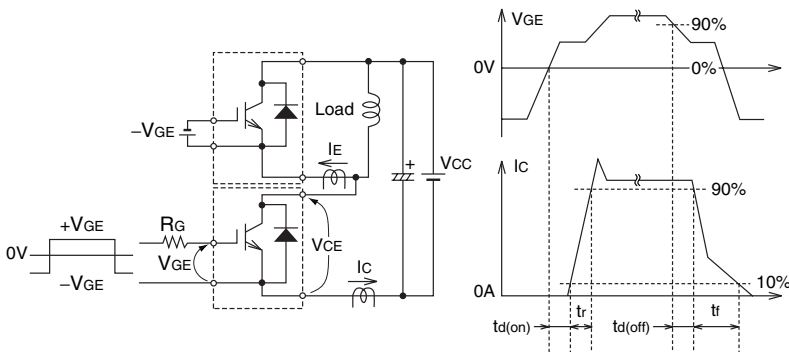 −VGE
Load
IE
VCC
+
+VGE
0V
−VGE
RG
VGE
VCE
IC
VGE
90%
0V
0%
IC
90%
0A
10%
td(on)
tr
td(off)
tf